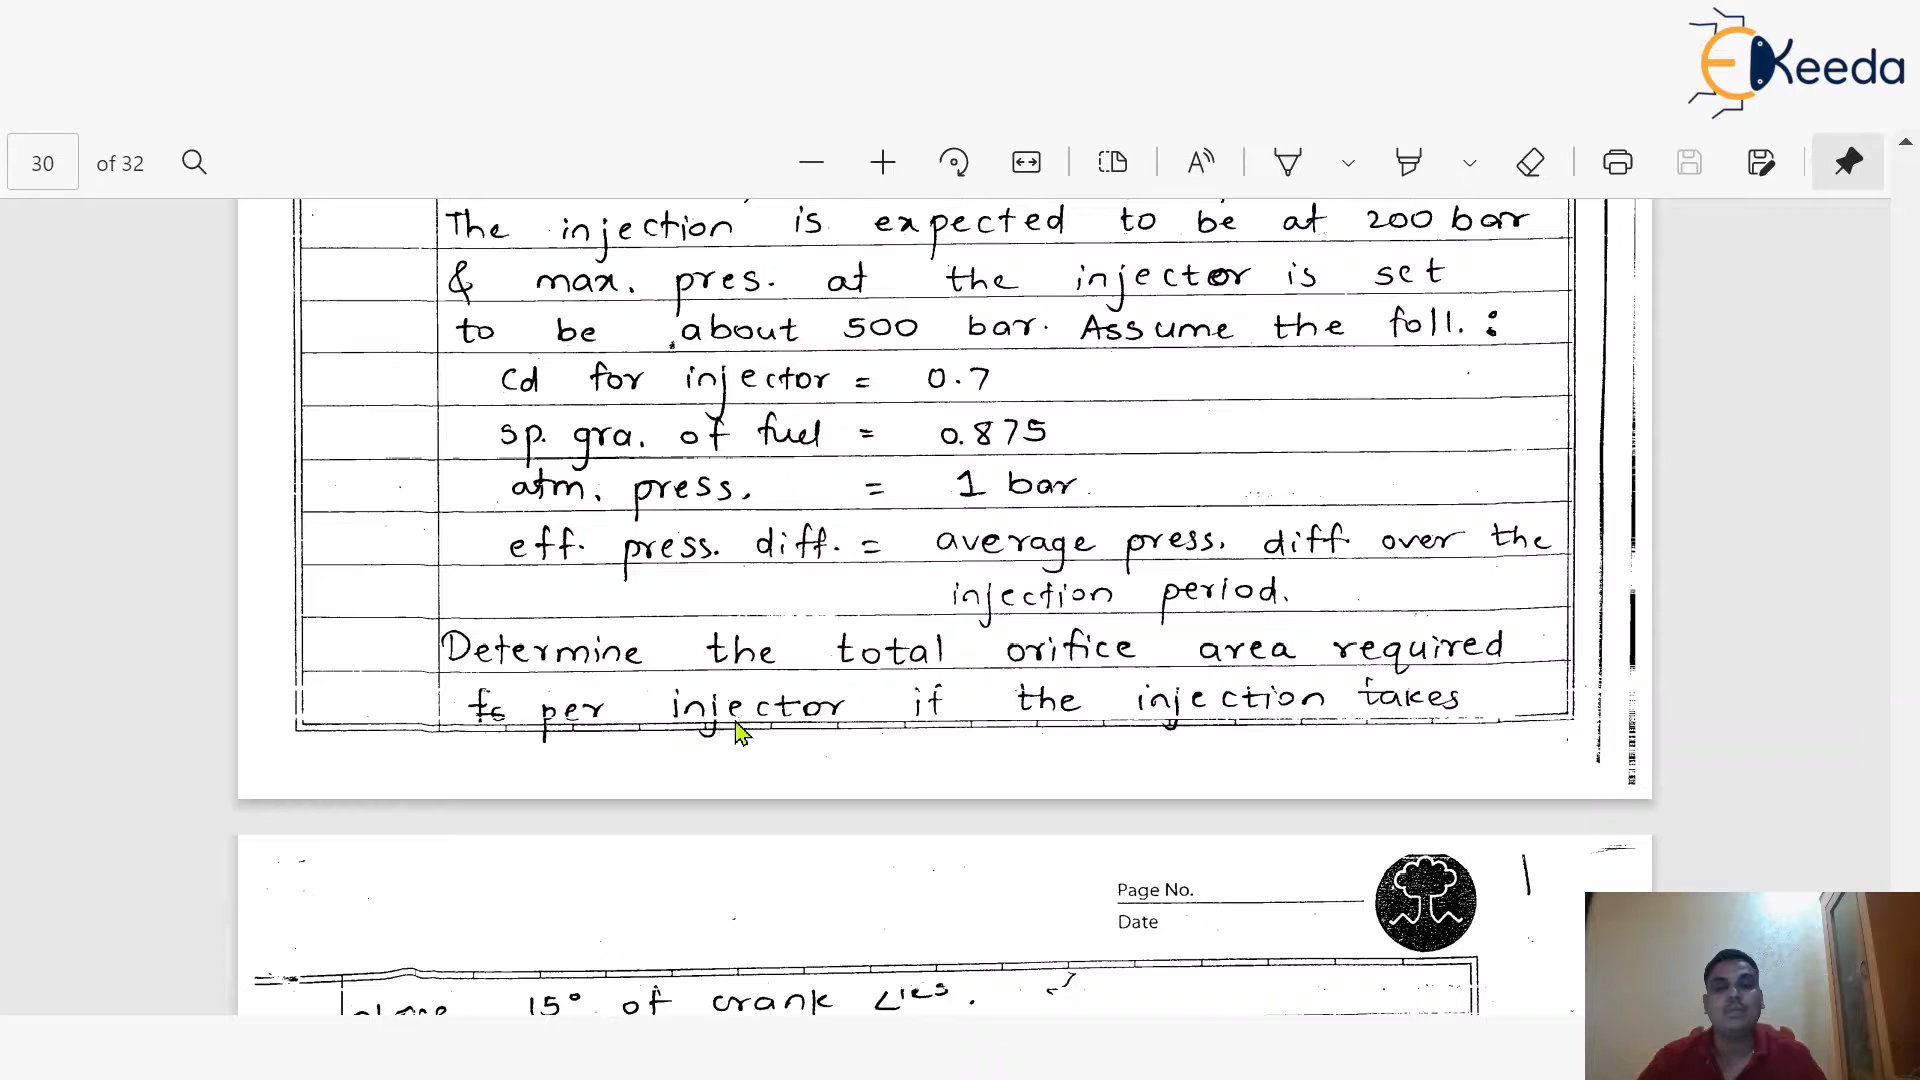 EKeeda
30 of 32
The injection is expected to be at 200 bar
& max. pres. at the injector is set
to be about 500 bar. Assume the foll. :
Cd for injector = 0.7
sp. gra. of fuel = 0.875
atm. press. = 1 bar.
eff. press. diff. = average press. diff over the
injection period.
Determine the total orifice area required
per injector if the injection takes
Page No.
Date
15° of crank